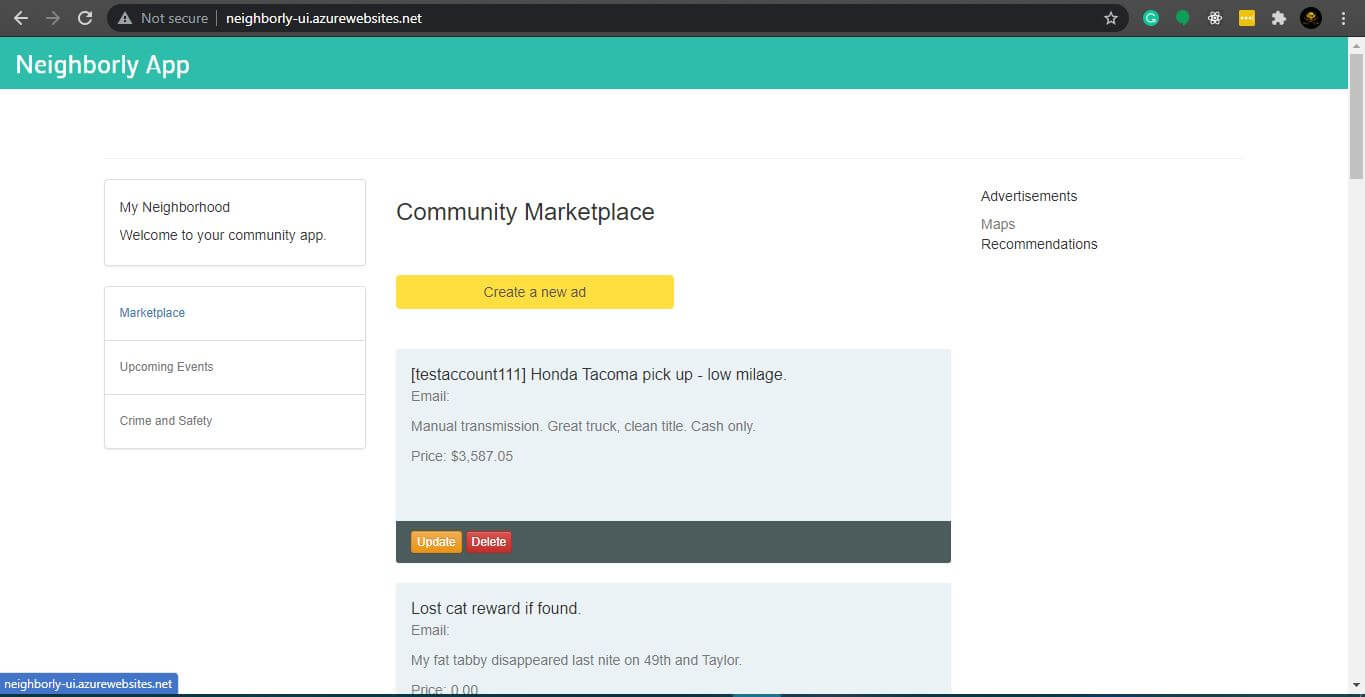 Not secure
neighborly-ui.azurewebsites.net
Neighborly App
My Neighborhood
Welcome to your community app.
Marketplace
Upcoming Events
Crime and Safety
Community Marketplace
Create a new ad
[testaccount111] Honda Tacoma pick up - low milage.
Email:
Manual transmission. Great truck, clean title. Cash only.
Price: $3,587.05
Update Delete
Lost cat reward if found.
Email:
My fat tabby disappeared last nite on 49th and Taylor.
Price: 0.00
Advertisements
Maps
Recommendations
neighborly-ui.azurewebsites.net